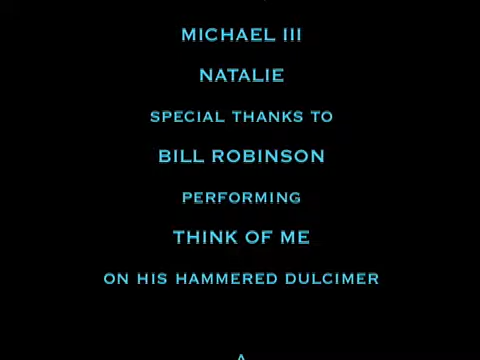 MICHAEL III
NATALIE
SPECIAL THANKS TO
BILL ROBINSON
PERFORMING
THINK OF ME
ON HIS HAMMERED DULCIMER